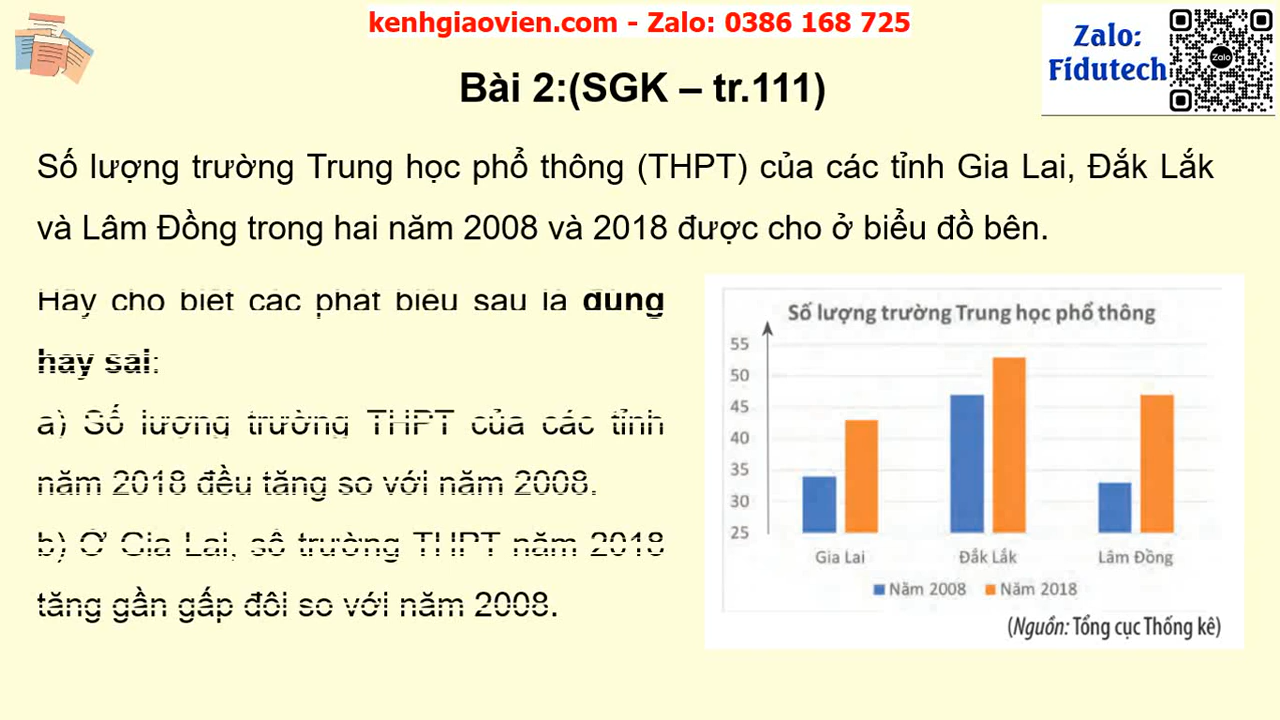 kenhgiaovien.com - Zalo: 0386 168 725
Zalo:
Fidutech
Zalo
Bài 2:(SGK – tr.111)
Số lượng trường Trung học phổ thông (THPT) của các tỉnh Gia Lai, Đắk Lắk
và Lâm Đồng trong hai năm 2008 và 2018 được cho ở biểu đồ bên.
Hãy cho biết các phát biểu sau là đúng
hay sai:
a) Số lượng trường THPT của các tỉnh
năm 2018 đều tăng so với năm 2008.
b) Ở Gia Lai, số trường THPT năm 2018
tăng gần gấp đôi so với năm 2008.
Số lượng trường Trung học phổ thông
55
50
45
40
35
30
25
Gia Lai Đắk Lắk Lâm Đồng
Năm 2008 Năm 2018
(Nguồn: Tổng cục Thống kê)